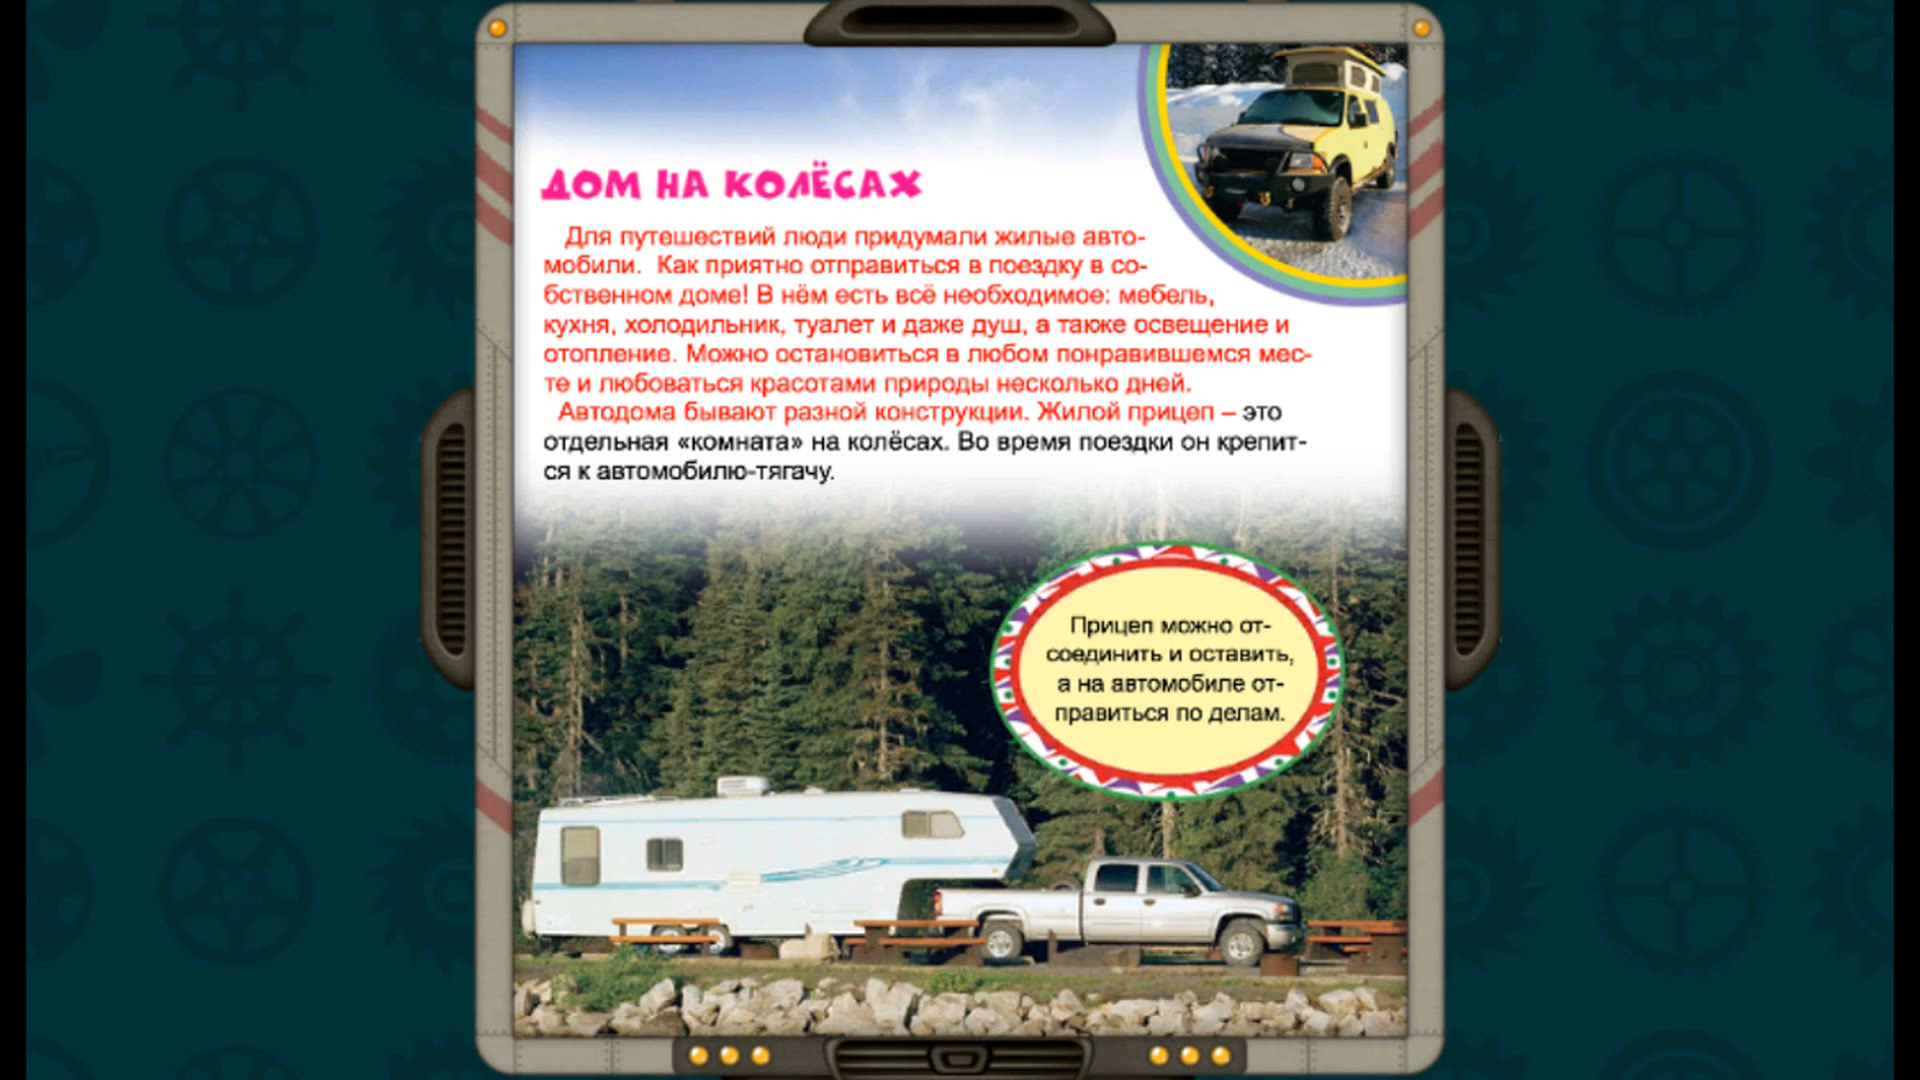 ДОМ НА КОЛЁСАХ
Для путешествий люди придумали жилые авто-
мобили. Как приятно отправиться в поездку в со-
бственном доме! В нём есть всё необходимое: мебель,
кухня, холодильник, туалет и даже душ, а также освещение и
отопление. Можно остановиться в любом понравившемся мес-
те и любоваться красотами природы несколько дней.
Автодома бывают разной конструкции. Жилой прицеп – это
отдельная «комната» на колёсах. Во время поездки он крепит-
ся к автомобилю-тягачу.
Прицеп можно от-
соединить и оставить,
а на автомобиле от-
правиться по делам.